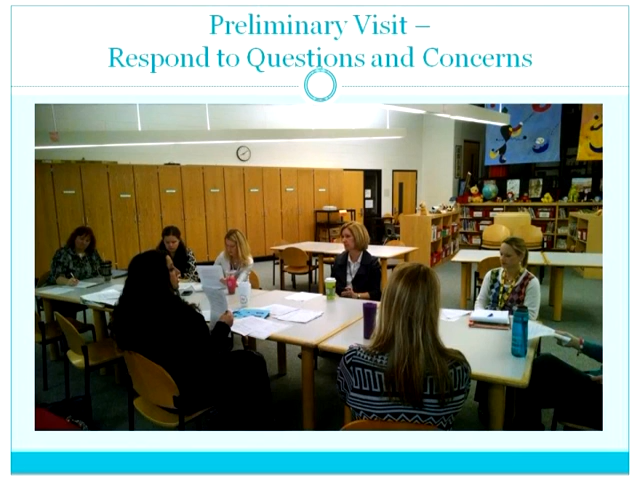 Preliminary Visit –
Respond to Questions and Concerns